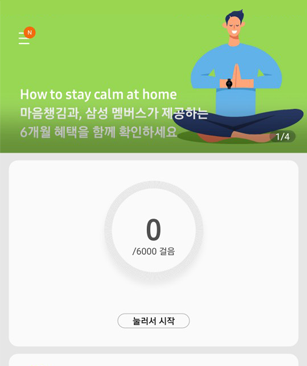 N
How to stay calm at home
마음챙김과, 삼성 멤버스가 제공하는
6개월 혜택을 함께 확인하세요
1/4
0
/6000 걸음
눌러서 시작